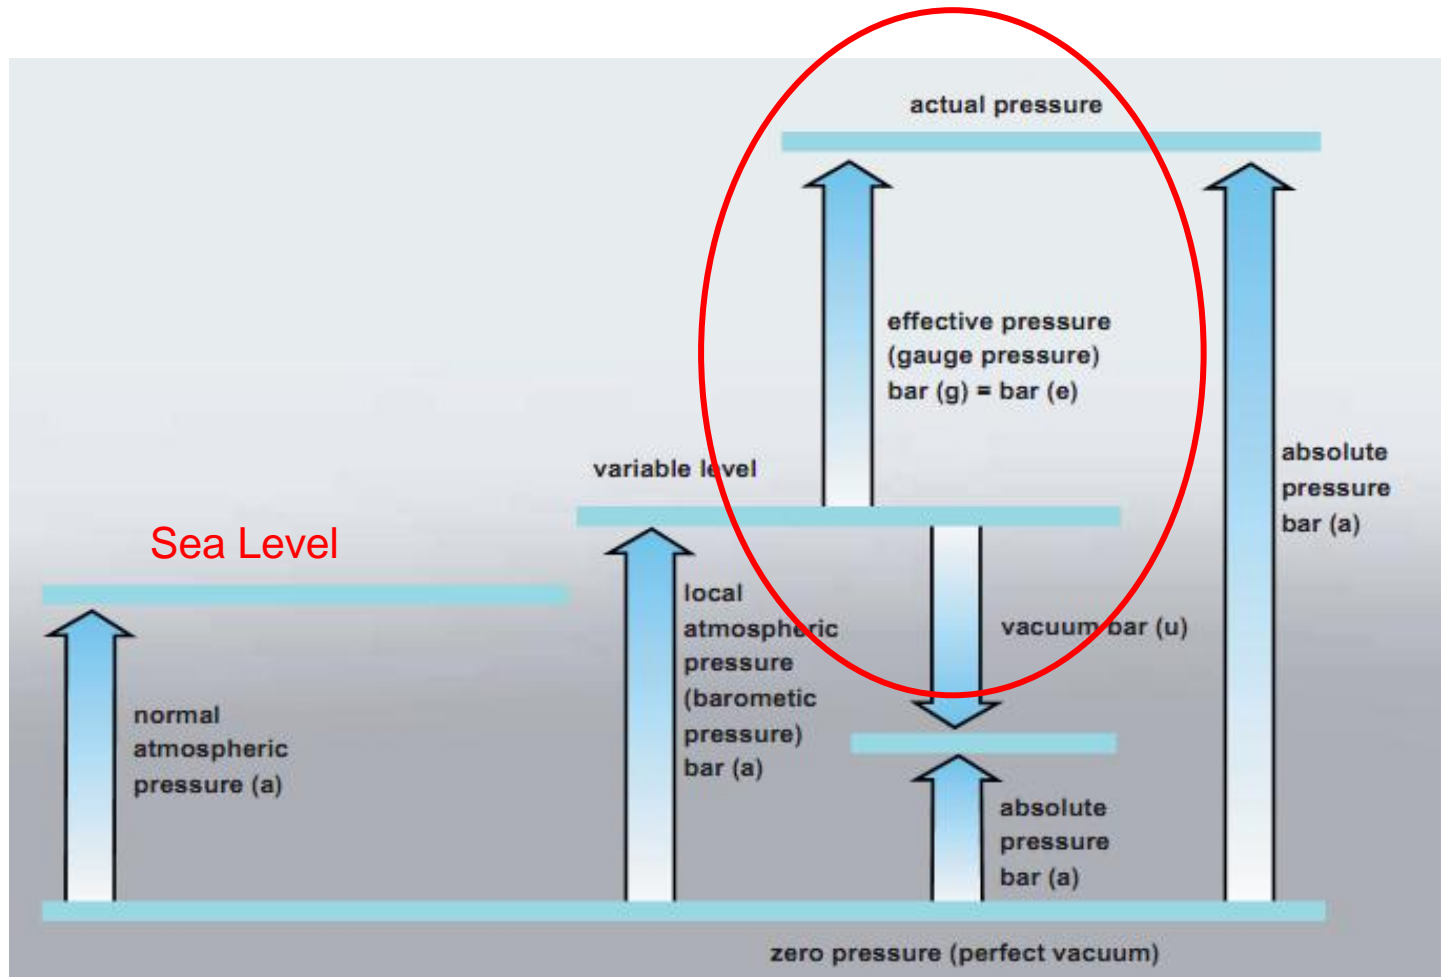 actual pressure
effective pressure
(gauge pressure)
bar (g) = bar (e)
variable level
absolute
pressure
bar (a)
Sea Level
local
atmospheric
pressure
(barometic
pressure)
bar (a)
vacuum bar (u)
normal
atmospheric
pressure (a)
absolute
pressure
bar (a)
zero pressure (perfect vacuum)